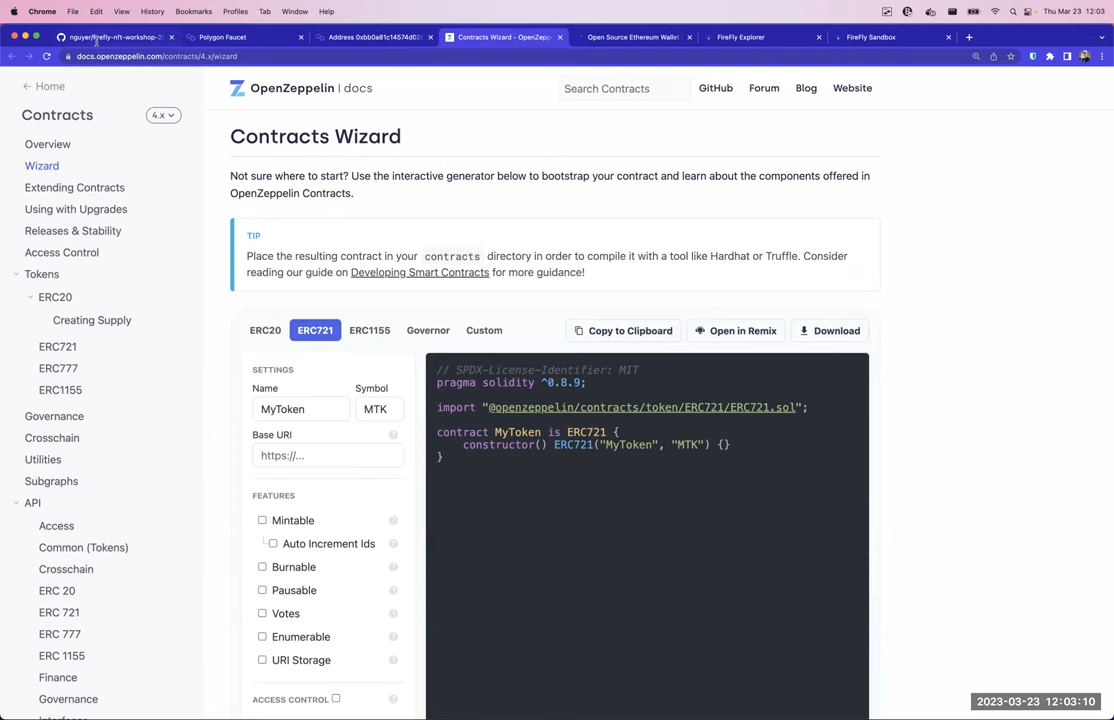 Chrome File Edit View History Bookmarks Profiles Tab Window Help
Thu Mar 23 12:03
nguyer/firefly-nft-workshop-2
Polygon Faucet
Address 0xbb0a81c14574d02
Contracts Wizard - OpenZeppe
Open Source Ethereum Wallet
FireFly Explorer
FireFly Sandbox
docs.openzeppelin.com/contracts/4.x/wizard
Home
Contracts
4.x
Overview
Wizard
Extending Contracts
Using with Upgrades
Releases & Stability
Access Control
Tokens
ERC20
Creating Supply
ERC721
ERC777
ERC1155
Governance
Crosschain
Utilities
Subgraphs
API
Access
Common (Tokens)
Crosschain
ERC 20
ERC 721
ERC 777
ERC 1155
Finance
Governance
OpenZeppelin | docs
Search Contracts
GitHub Forum Blog Website
Contracts Wizard
Not sure where to start? Use the interactive generator below to bootstrap your contract and learn about the components offered in
OpenZeppelin Contracts.
TIP
Place the resulting contract in your contracts directory in order to compile it with a tool like Hardhat or Truffle. Consider
reading our guide on Developing Smart Contracts for more guidance!
ERC20 ERC721 ERC1155 Governor Custom
Copy to Clipboard
Open in Remix
Download
SETTINGS
Name Symbol
MyToken MTK
Base URI ?
https://...
FEATURES
Mintable ?
Auto Increment Ids ?
Burnable ?
Pausable ?
Votes ?
Enumerable ?
URI Storage ?
ACCESS CONTROL ?
// SPDX-License-Identifier: MIT
pragma solidity ^0.8.9;
import "@openzeppelin/contracts/token/ERC721/ERC721.sol";
contract MyToken is ERC721 {
constructor() ERC721("MyToken", "MTK") {}
}
2023-03-23 12:03:10